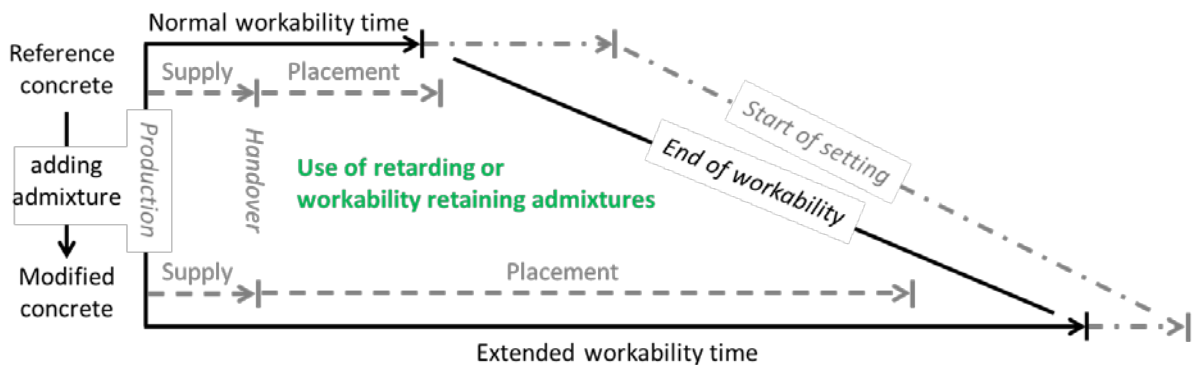 Normal workability time
Reference
concrete
Supply
Placement
Production
Handover
adding
admixture
Use of retarding or
workability retaining admixtures
Start of setting
End of workability
Modified
concrete
Supply
Placement
Extended workability time